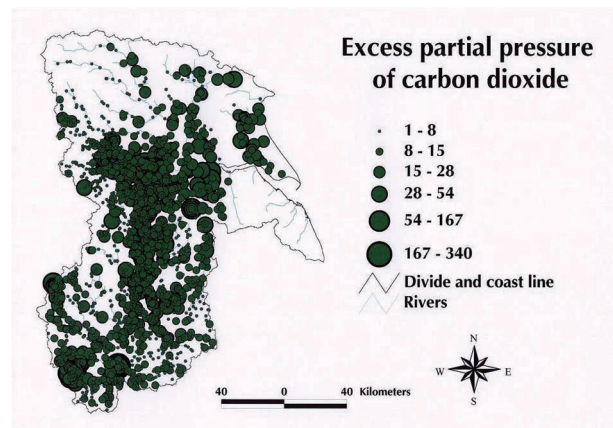 Excess partial pressure
of carbon dioxide
1 - 8
8 - 15
15 - 28
28 - 54
54 - 167
167 - 340
Divide and coast line
Rivers
N
W E
S
40 0 40 Kilometers